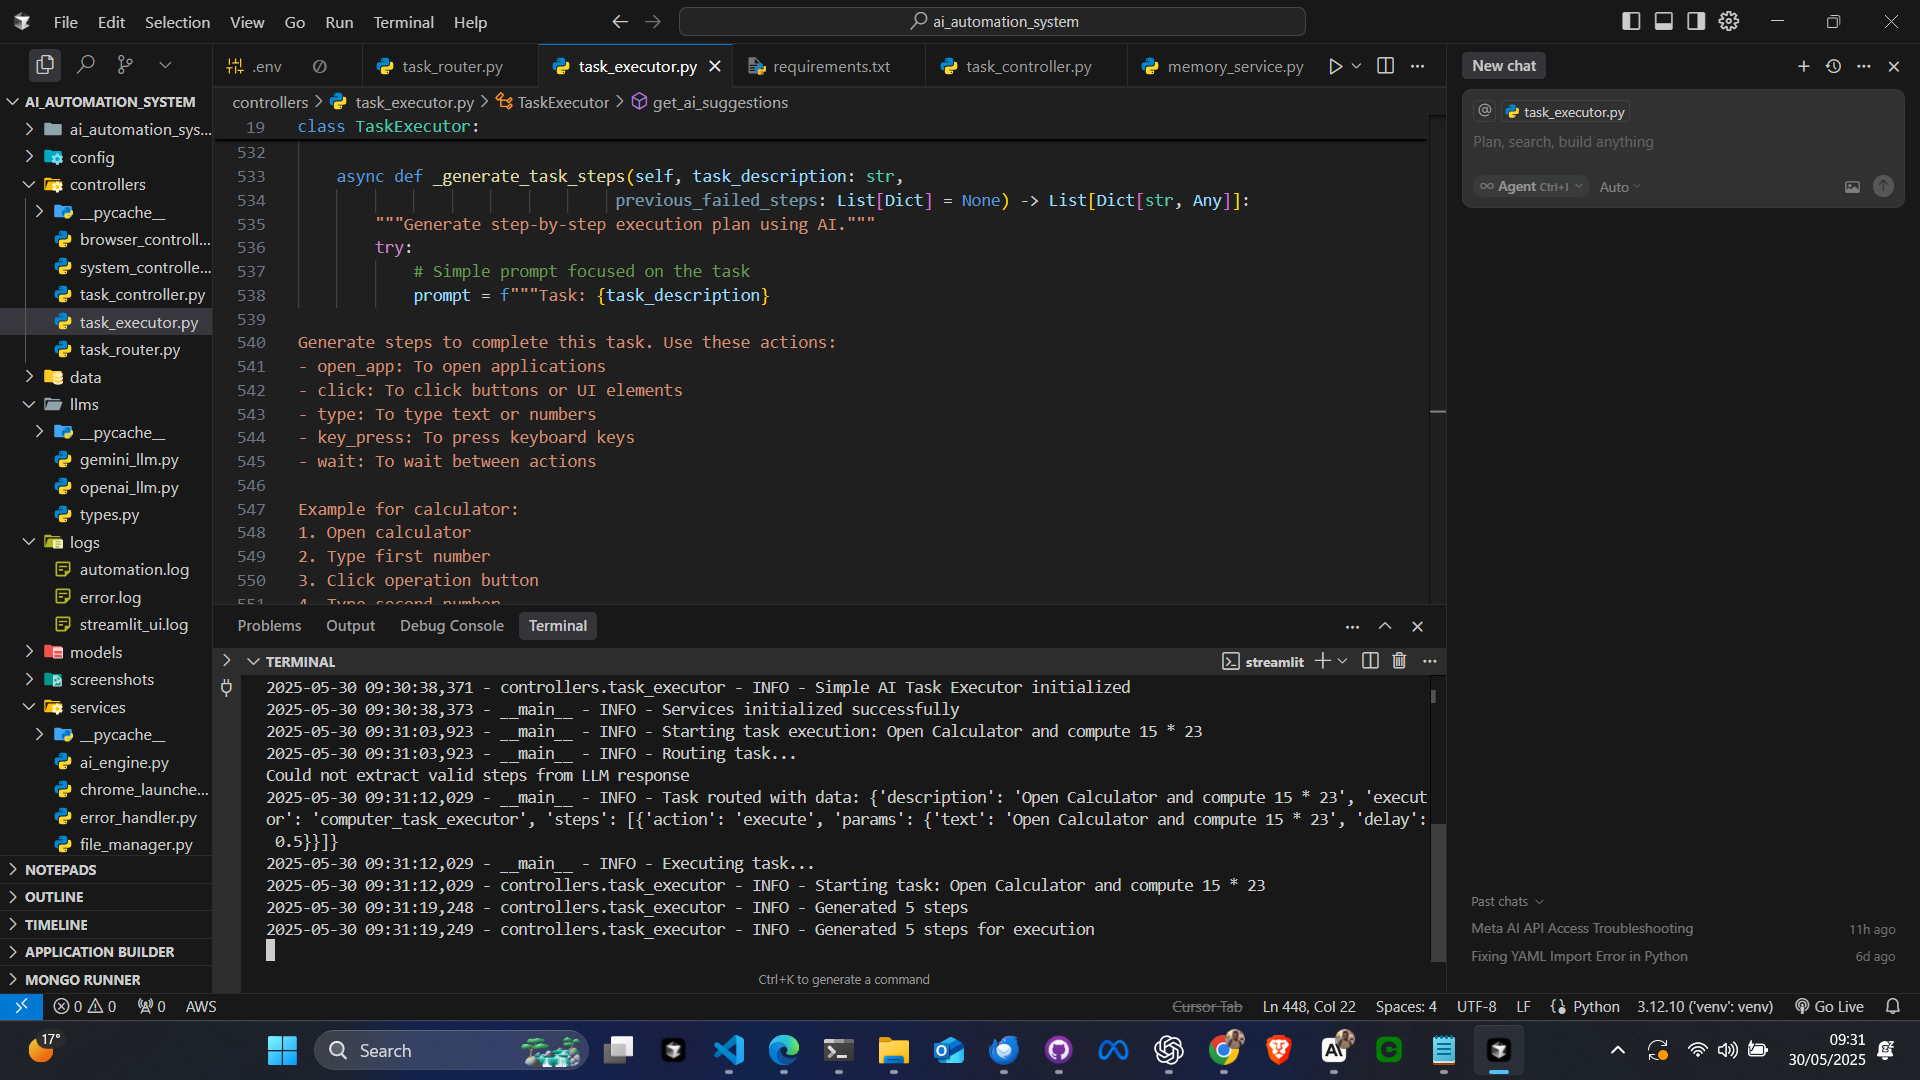 File Edit Selection View Go Run Terminal Help
ai_automation_system
.env
task_router.py
task_executor.py
requirements.txt
task_controller.py
memory_service.py
controllers > task_executor.py > TaskExecutor > get_ai_suggestions
AI_AUTOMATION_SYSTEM
ai_automation_sys...
config
controllers
__pycache__
browser_controll...
system_controlle...
task_controller.py
task_executor.py
task_router.py
data
llms
__pycache__
gemini_llm.py
openai_llm.py
types.py
logs
automation.log
error.log
streamlit_ui.log
models
screenshots
services
__pycache__
ai_engine.py
chrome_launche...
error_handler.py
file_manager.py
NOTEPADS
OUTLINE
TIMELINE
APPLICATION BUILDER
MONGO RUNNER
19 class TaskExecutor:
532
533 async def _generate_task_steps(self, task_description: str,
534 previous_failed_steps: List[Dict] = None) -> List[Dict[str, Any]]:
535 """Generate step-by-step execution plan using AI."""
536 try:
537 # Simple prompt focused on the task
538 prompt = f"""Task: {task_description}
539
540 Generate steps to complete this task. Use these actions:
541 - open_app: To open applications
542 - click: To click buttons or UI elements
543 - type: To type text or numbers
544 - key_press: To press keyboard keys
545 - wait: To wait between actions
546
547 Example for calculator:
548 1. Open calculator
549 2. Type first number
550 3. Click operation button
551 4. Type second number
Problems Output Debug Console Terminal
TERMINAL
streamlit
2025-05-30 09:30:38,371 - controllers.task_executor - INFO - Simple AI Task Executor initialized
2025-05-30 09:30:38,373 - __main__ - INFO - Services initialized successfully
2025-05-30 09:31:03,923 - __main__ - INFO - Starting task execution: Open Calculator and compute 15 * 23
2025-05-30 09:31:03,923 - __main__ - INFO - Routing task...
Could not extract valid steps from LLM response
2025-05-30 09:31:12,029 - __main__ - INFO - Task routed with data: {'description': 'Open Calculator and compute 15 * 23', 'execut
or': 'computer_task_executor', 'steps': [{'action': 'execute', 'params': {'text': 'Open Calculator and compute 15 * 23', 'delay':
0.5}}]}
2025-05-30 09:31:12,029 - __main__ - INFO - Executing task...
2025-05-30 09:31:12,029 - controllers.task_executor - INFO - Starting task: Open Calculator and compute 15 * 23
2025-05-30 09:31:19,248 - controllers.task_executor - INFO - Generated 5 steps
2025-05-30 09:31:19,249 - controllers.task_executor - INFO - Generated 5 steps for execution
Ctrl+K to generate a command
New chat
@ task_executor.py
Plan, search, build anything
∞ Agent Ctrl+I Auto
Past chats
Meta AI API Access Troubleshooting 11h ago
Fixing YAML Import Error in Python 6d ago
0 0 0 AWS
Cursor Tab Ln 448, Col 22 Spaces: 4 UTF-8 LF {} Python 3.12.10 ('venv': venv) Go Live
17°
Search
09:31
30/05/2025